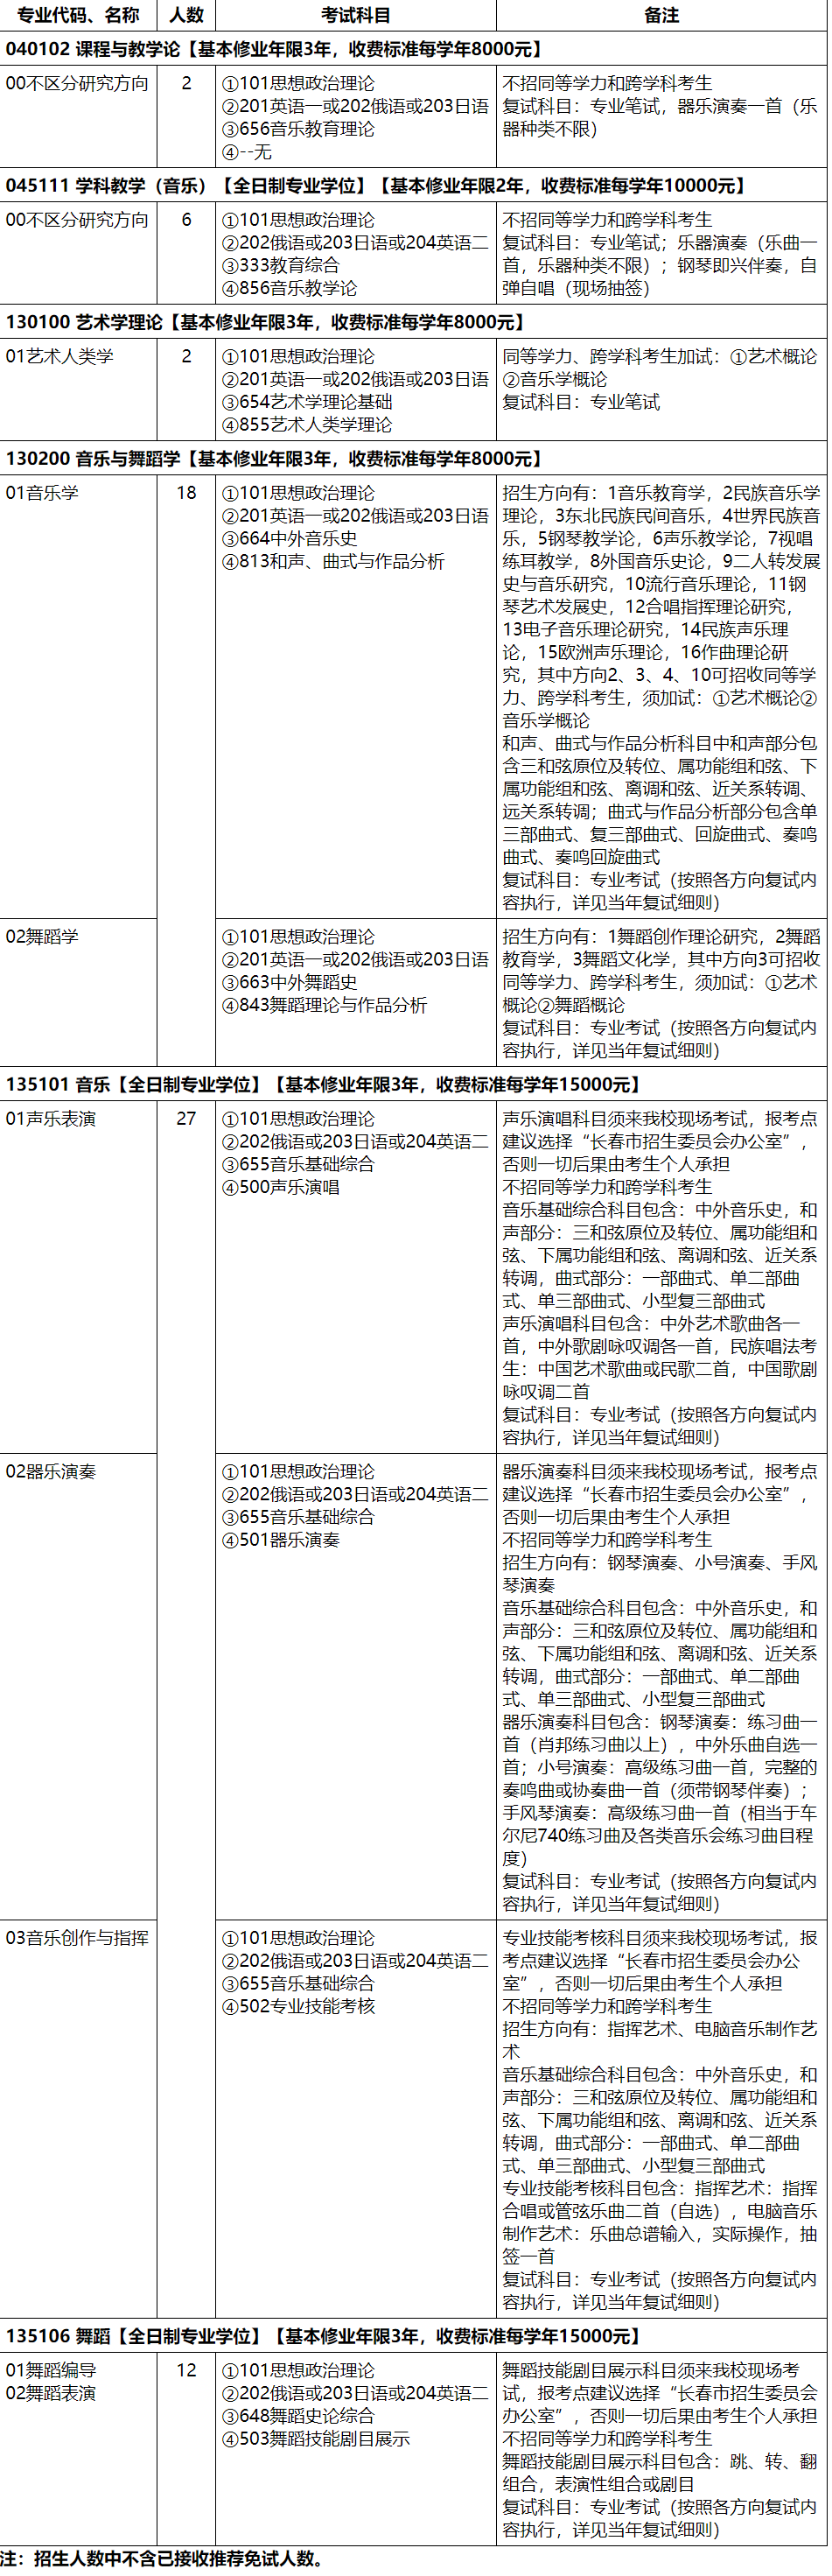 专业代码、名称 人数 考试科目 备注
040102 课程与教学论【基本修业年限3年，收费标准每学年8000元】
00不区分研究方向 2
①101思想政治理论
②201英语一或202俄语或203日语
③656音乐教育理论
④--无
不招同等学力和跨学科考生
复试科目：专业笔试，器乐演奏一首（乐
器种类不限）
045111 学科教学（音乐）【全日制专业学位】【基本修业年限2年，收费标准每学年10000元】
00不区分研究方向 6
①101思想政治理论
②202俄语或203日语或204英语二
③333教育综合
④856音乐教学论
不招同等学力和跨学科考生
复试科目：专业笔试；乐器演奏（乐曲一
首，乐器种类不限）；钢琴即兴伴奏，自
弹自唱（现场抽签）
130100 艺术学理论【基本修业年限3年，收费标准每学年8000元】
01艺术人类学 2
①101思想政治理论
②201英语一或202俄语或203日语
③654艺术学理论基础
④855艺术人类学理论
同等学力、跨学科考生加试：①艺术概论
②音乐学概论
复试科目：专业笔试
130200 音乐与舞蹈学【基本修业年限3年，收费标准每学年8000元】
01音乐学 18
①101思想政治理论
②201英语一或202俄语或203日语
③664中外音乐史
④813和声、曲式与作品分析
招生方向有：1音乐教育学，2民族音乐学
理论，3东北民族民间音乐，4世界民族音
乐，5钢琴教学论，6声乐教学论，7视唱
练耳教学，8外国音乐史论，9二人转发展
史与音乐研究，10流行音乐理论，11钢
琴艺术发展史，12合唱指挥理论研究，
13电子音乐理论研究，14民族声乐理
论，15欧洲声乐理论，16作曲理论研
究，其中方向2、3、4、10可招收同等学
力、跨学科考生，须加试：①艺术概论②
音乐学概论
和声、曲式与作品分析科目中和声部分包
含三和弦原位及转位、属功能组和弦、下
属功能组和弦、离调和弦、近关系转调、
远关系转调；曲式与作品分析部分包含单
三部曲式、复三部曲式、回旋曲式、奏鸣
曲式、奏鸣回旋曲式
复试科目：专业考试（按照各方向复试内
容执行，详见当年复试细则）
02舞蹈学
①101思想政治理论
②201英语一或202俄语或203日语
③663中外舞蹈史
④843舞蹈理论与作品分析
招生方向有：1舞蹈创作理论研究，2舞蹈
教育学，3舞蹈文化学，其中方向3可招收
同等学力、跨学科考生，须加试：①艺术
概论②舞蹈概论
复试科目：专业考试（按照各方向复试内
容执行，详见当年复试细则）
135101 音乐【全日制专业学位】【基本修业年限3年，收费标准每学年15000元】
01声乐表演 27
①101思想政治理论
②202俄语或203日语或204英语二
③655音乐基础综合
④500声乐演唱
声乐演唱科目须来我校现场考试，报考点
建议选择“长春市招生委员会办公室”，
否则一切后果由考生个人承担
不招同等学力和跨学科考生
音乐基础综合科目包含：中外音乐史，和
声部分：三和弦原位及转位、属功能组和
弦、下属功能组和弦、离调和弦、近关系
转调，曲式部分：一部曲式、单二部曲
式、单三部曲式、小型复三部曲式
声乐演唱科目包含：中外艺术歌曲各一
首，中外歌剧咏叹调各一首，民族唱法考
生：中国艺术歌曲或民歌二首，中国歌剧
咏叹调二首
复试科目：专业考试（按照各方向复试内
容执行，详见当年复试细则）
02器乐演奏
①101思想政治理论
②202俄语或203日语或204英语二
③655音乐基础综合
④501器乐演奏
器乐演奏科目须来我校现场考试，报考点
建议选择“长春市招生委员会办公室”，
否则一切后果由考生个人承担
不招同等学力和跨学科考生
招生方向有：钢琴演奏、小号演奏、手风
琴演奏
音乐基础综合科目包含：中外音乐史，和
声部分：三和弦原位及转位、属功能组和
弦、下属功能组和弦、离调和弦、近关系
转调，曲式部分：一部曲式、单二部曲
式、单三部曲式、小型复三部曲式
器乐演奏科目包含：钢琴演奏：练习曲一
首（肖邦练习曲以上），中外乐曲自选一
首；小号演奏：高级练习曲一首，完整的
奏鸣曲或协奏曲一首（须带钢琴伴奏）；
手风琴演奏：高级练习曲一首（相当于车
尔尼740练习曲及各类音乐会练习曲目程
度）
复试科目：专业考试（按照各方向复试内
容执行，详见当年复试细则）
03音乐创作与指挥
①101思想政治理论
②202俄语或203日语或204英语二
③655音乐基础综合
④502专业技能考核
专业技能考核科目须来我校现场考试，报
考点建议选择“长春市招生委员会办公
室”，否则一切后果由考生个人承担
不招同等学力和跨学科考生
招生方向有：指挥艺术、电脑音乐制作艺
术
音乐基础综合科目包含：中外音乐史，和
声部分：三和弦原位及转位、属功能组和
弦、下属功能组和弦、离调和弦、近关系
转调，曲式部分：一部曲式、单二部曲
式、单三部曲式、小型复三部曲式
专业技能考核科目包含：指挥艺术：指挥
合唱或管弦乐曲二首（自选），电脑音乐
制作艺术：乐曲总谱输入，实际操作，抽
签一首
复试科目：专业考试（按照各方向复试内
容执行，详见当年复试细则）
135106 舞蹈【全日制专业学位】【基本修业年限3年，收费标准每学年15000元】
01舞蹈编导 12
02舞蹈表演
①101思想政治理论
②202俄语或203日语或204英语二
③648舞蹈史论综合
④503舞蹈技能剧目展示
舞蹈技能剧目展示科目须来我校现场考
试，报考点建议选择“长春市招生委员会
办公室”，否则一切后果由考生个人承担
不招同等学力和跨学科考生
舞蹈技能剧目展示科目包含：跳、转、翻
组合，表演性组合或剧目
复试科目：专业考试（按照各方向复试内
容执行，详见当年复试细则）
注：招生人数中不含已接收推荐免试人数。